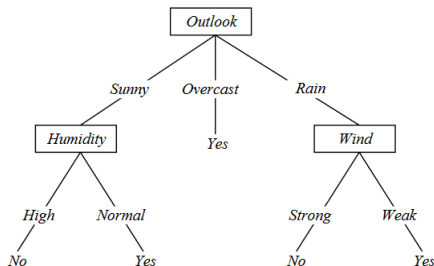 Outlook
Sunny Overcast Rain
Humidity Yes Wind
High Normal Strong Weak
No Yes No Yes